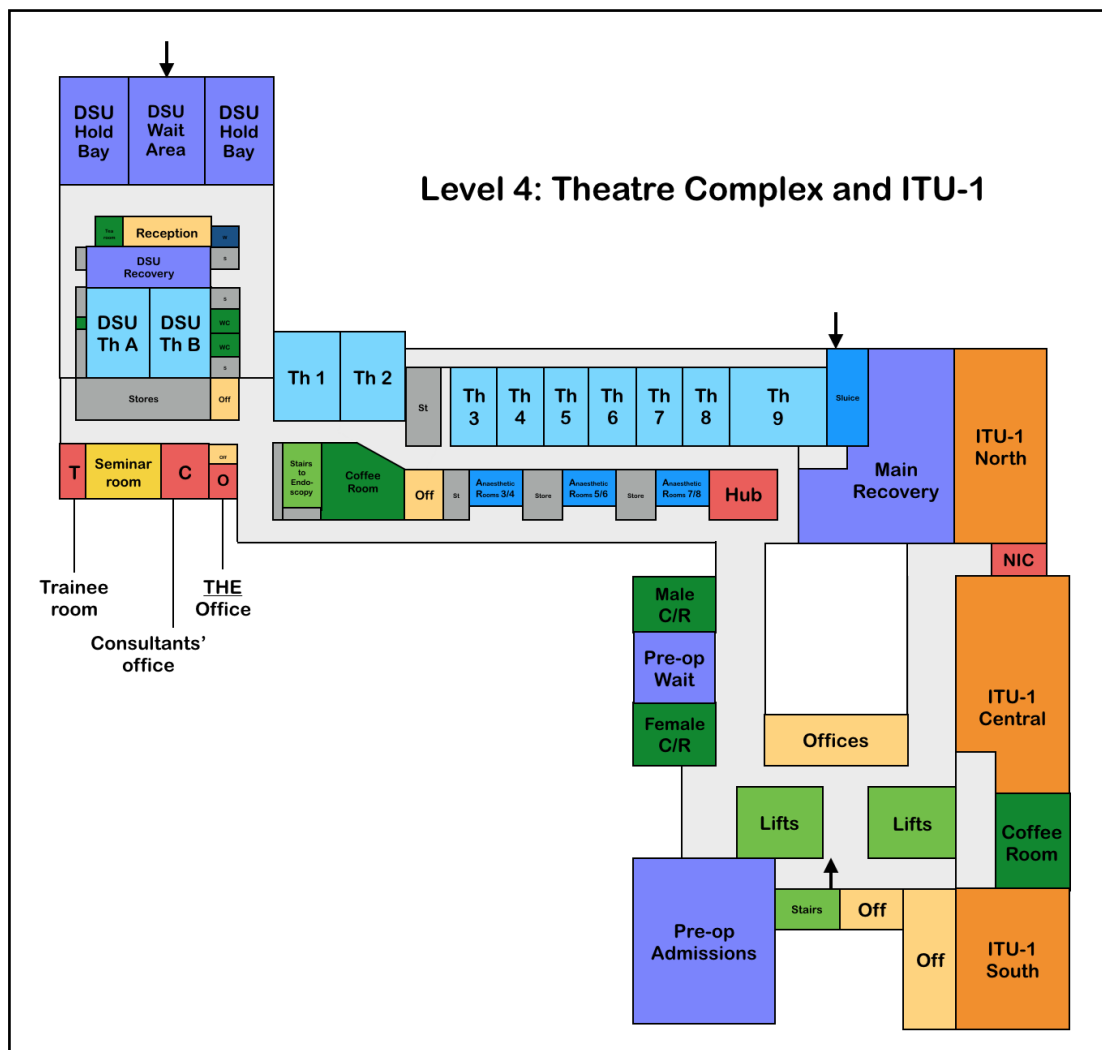 DSU
Hold
Bay
DSU
Wait
Area
DSU
Hold
Bay
Level 4: Theatre Complex and ITU-1
Tea
room
Reception
W
DSU
Recovery
S
DSU
Th A
DSU
Th B
S
WC
WC
S
Stores
Off
Th 1
Th 2
St
Th
3
Th
4
Th
5
Th
6
Th
7
Th
8
Th
9
Sluice
Main
Recovery
ITU-1
North
T
Seminar
room
C
Off
O
Stairs
to
Endo-
scopy
Coffee
Room
Off
St
Anaesthetic
Rooms 3/4
Store
Anaesthetic
Rooms 5/6
Store
Anaesthetic
Rooms 7/8
Hub
NIC
Trainee
room
Consultants’
office
THE
Office
Male
C/R
Pre-op
Wait
Female
C/R
Offices
ITU-1
Central
Lifts
Lifts
Coffee
Room
Pre-op
Admissions
Stairs
Off
Off
ITU-1
South